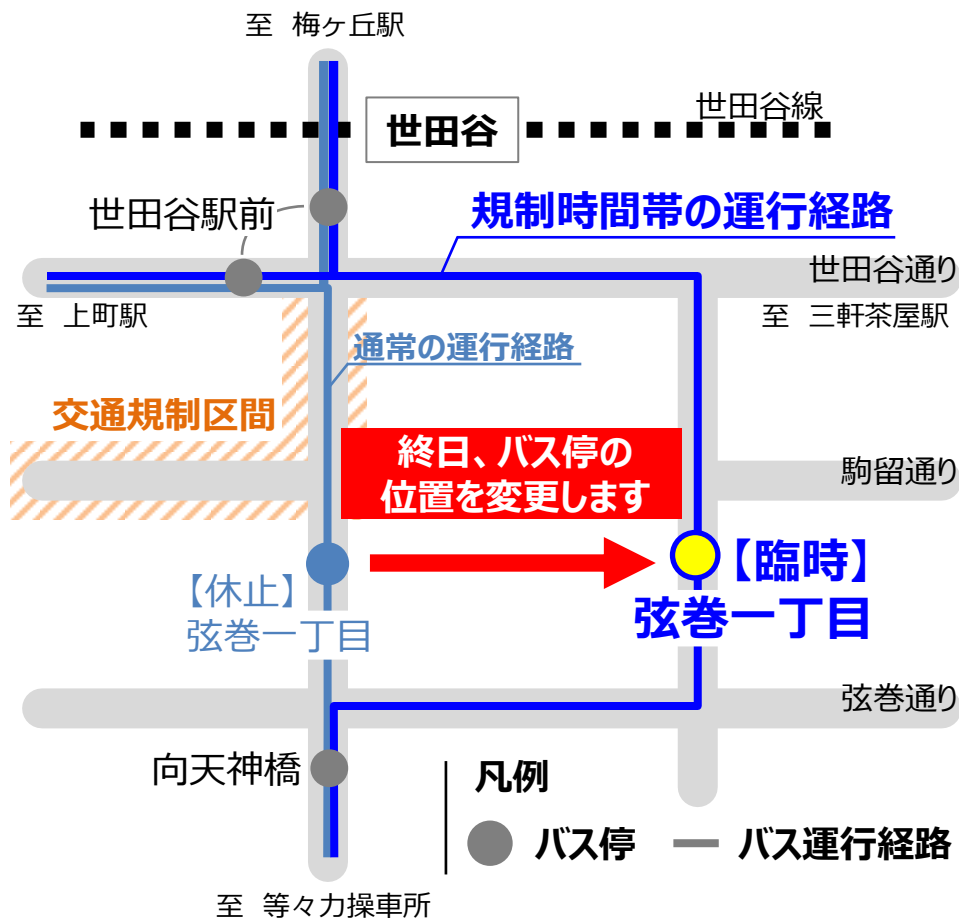 至 梅ヶ丘駅
世田谷線
世田谷
世田谷駅前
規制時間帯の運行経路
世田谷通り
至 上町駅
至 三軒茶屋駅
通常の運行経路
交通規制区間
終日、バス停の
位置を変更します
駒留通り
【休止】
弦巻一丁目
【臨時】
弦巻一丁目
弦巻通り
向天神橋
凡例
バス停
バス運行経路
至 等々力操車所